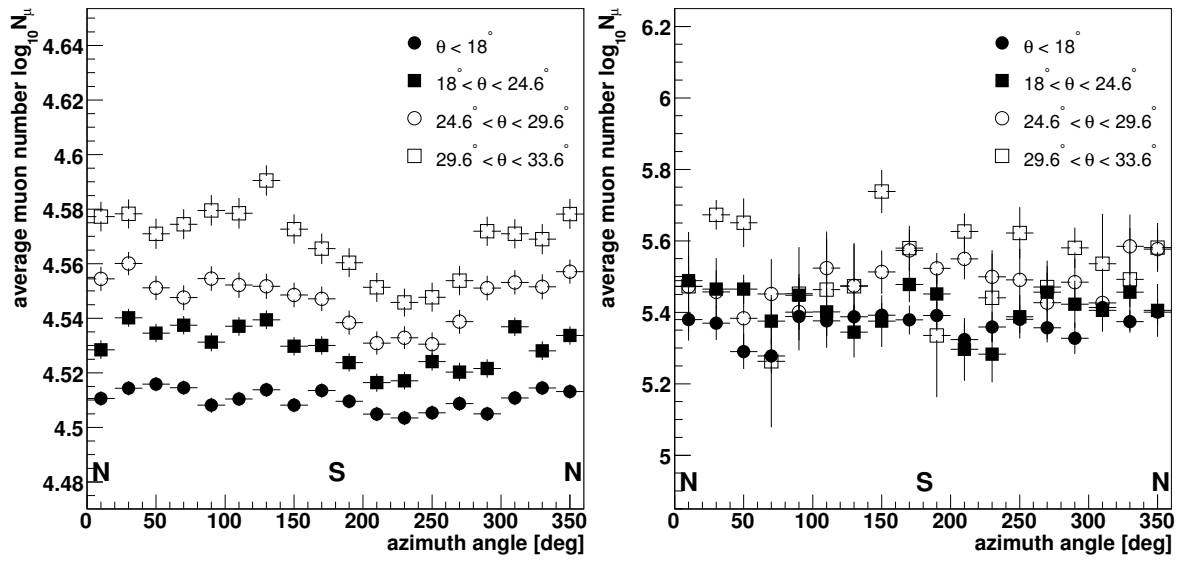 average muon number log10 Nμ
4.64
4.62
4.6
4.58
4.56
4.54
4.52
4.5
4.48
θ < 18°
18° < θ < 24.6°
24.6° < θ < 29.6°
29.6° < θ < 33.6°
N S N
0 50 100 150 200 250 300 350
azimuth angle [deg]
average muon number log10 Nμ
6.2
6
5.8
5.6
5.4
5.2
5
θ < 18°
18° < θ < 24.6°
24.6° < θ < 29.6°
29.6° < θ < 33.6°
N S N
0 50 100 150 200 250 300 350
azimuth angle [deg]